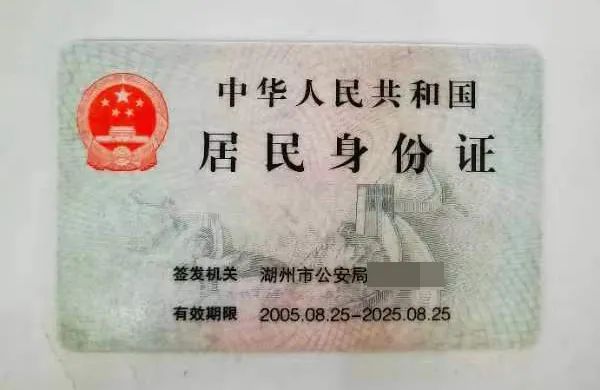 中华人民共和国
居民身份证
签发机关 湖州市公安局
有效期限 2005.08.25-2025.08.25